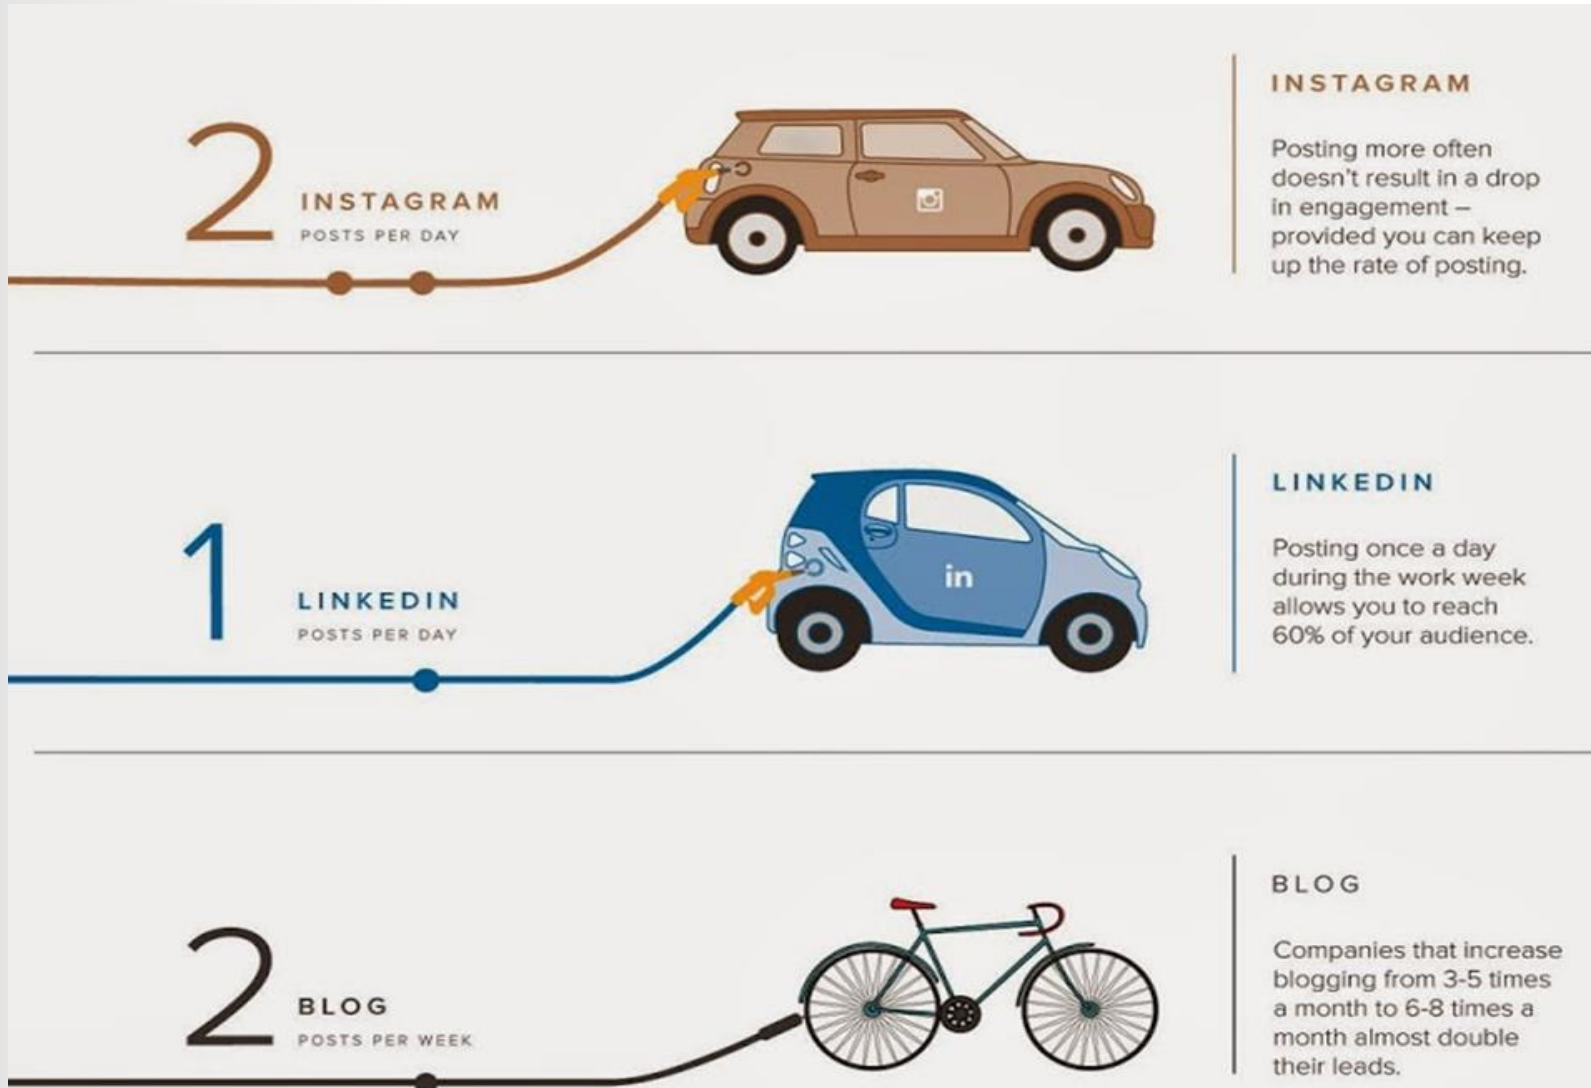 2
INSTAGRAM
POSTS PER DAY
INSTAGRAM
Posting more often
doesn't result in a drop
in engagement –
provided you can keep
up the rate of posting.
1
LINKEDIN
POSTS PER DAY
in
LINKEDIN
Posting once a day
during the work week
allows you to reach
60% of your audience.
2
BLOG
POSTS PER WEEK
BLOG
Companies that increase
blogging from 3-5 times
a month to 6-8 times a
month almost double
their leads.